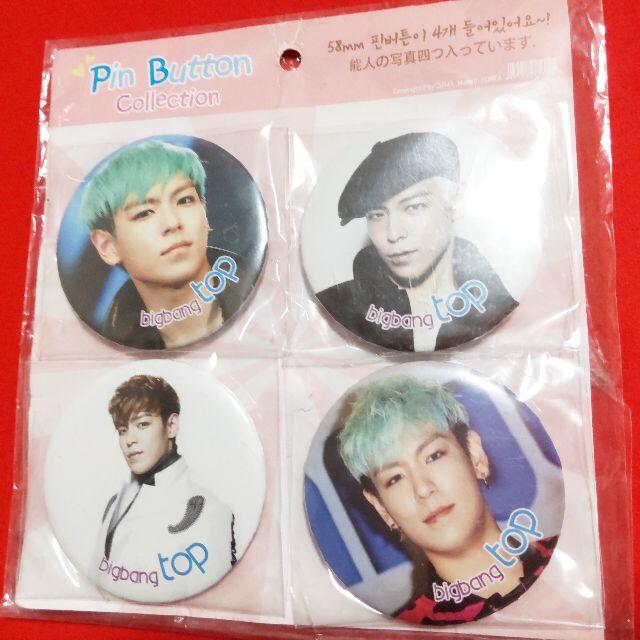 Pin Button
Collection
58mm 핀버튼이 4개 들어있어요~!
能人の写真四つ入っています.
bigbang top
bigbang top
bigbang top
bigbang top